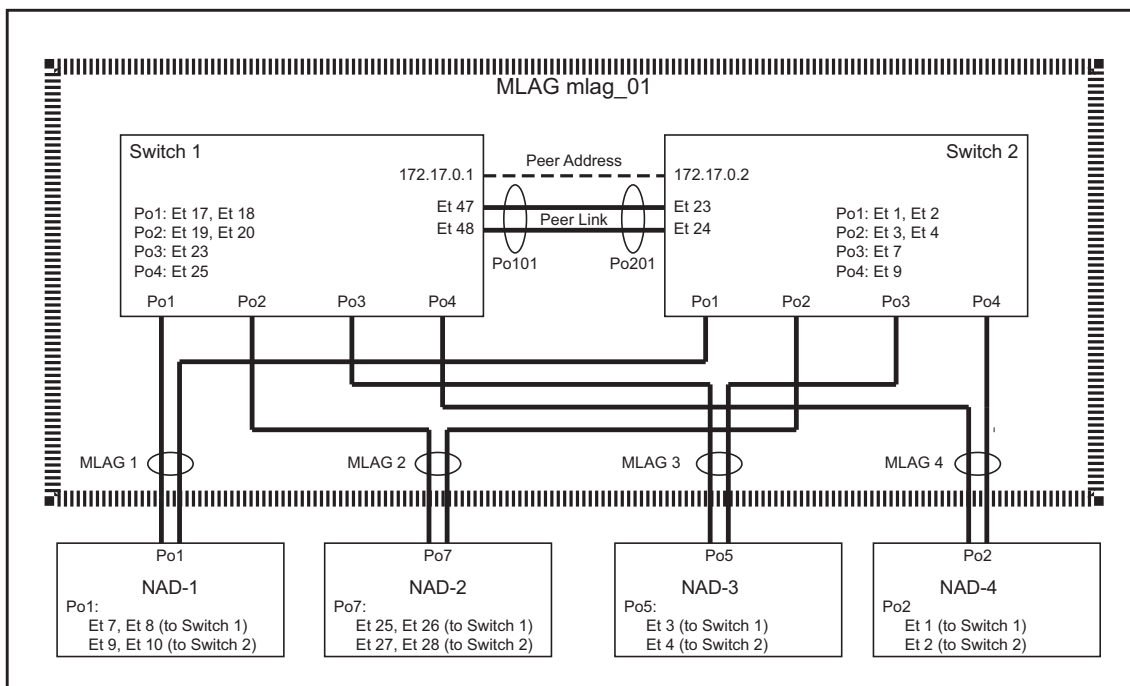 MLAG mlag_01
Switch 1
Switch 2
Peer Address
172.17.0.1
172.17.0.2
Et 47
Et 23
Peer Link
Et 48
Et 24
Po101
Po201
Po1: Et 17, Et 18
Po2: Et 19, Et 20
Po3: Et 23
Po4: Et 25
Po1: Et 1, Et 2
Po2: Et 3, Et 4
Po3: Et 7
Po4: Et 9
Po1
Po2
Po3
Po4
Po1
Po2
Po3
Po4
MLAG 1
MLAG 2
MLAG 3
MLAG 4
Po1
NAD-1
Po1:
Et 7, Et 8 (to Switch 1)
Et 9, Et 10 (to Switch 2)
Po7
NAD-2
Po7:
Et 25, Et 26 (to Switch 1)
Et 27, Et 28 (to Switch 2)
Po5
NAD-3
Po5:
Et 3 (to Switch 1)
Et 4 (to Switch 2)
Po2
NAD-4
Po2
Et 1 (to Switch 1)
Et 2 (to Switch 2)